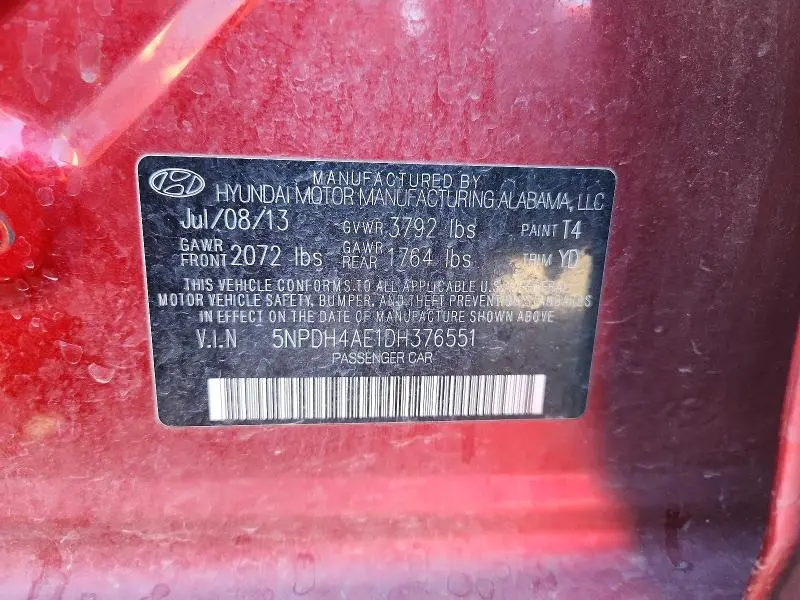 MANUFACTURED BY
HYUNDAI MOTOR MANUFACTURING ALABAMA, LLC
Jul/08/13 GVWR 3792 lbs PAINT T4
GAWR FRONT 2072 lbs GAWR REAR 1764 lbs TRIM YD
THIS VEHICLE CONFORMS TO ALL APPLICABLE U.S. FEDERAL
MOTOR VEHICLE SAFETY, BUMPER, AND THEFT PREVENTION STANDARDS
IN EFFECT ON THE DATE OF MANUFACTURE SHOWN ABOVE
V.I.N 5NPDH4AE1DH376551
PASSENGER CAR